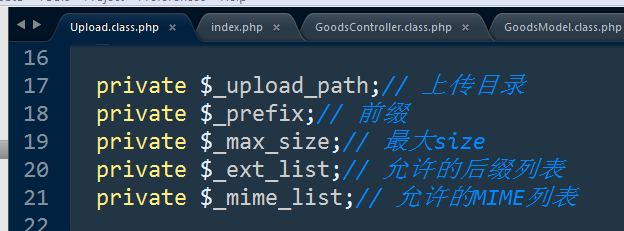 Upload.class.php × index.php × GoodsController.class.php × GoodsModel.class.php
16
17 private $_upload_path;// 上传目录
18 private $_prefix;// 前缀
19 private $_max_size;// 最大size
20 private $_ext_list;// 允许的后缀列表
21 private $_mime_list;// 允许的MIME列表
22